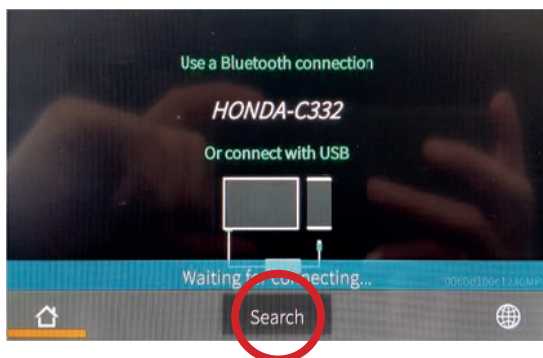 Use a Bluetooth connection
HONDA-C332
Or connect with USB
Waiting for connecting...
Search